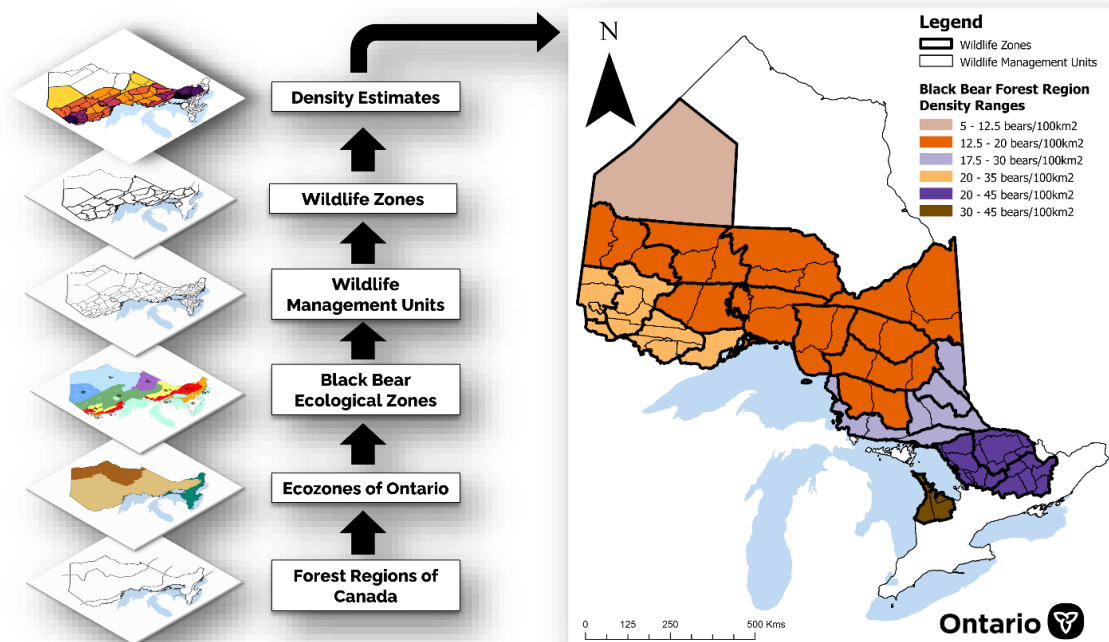 Density Estimates
Wildlife Zones
Wildlife
Management Units
Black Bear
Ecological Zones
Ecozones of Ontario
Forest Regions of
Canada
N
Legend
Wildlife Zones
Wildlife Management Units
Black Bear Forest Region
Density Ranges
5 - 12.5 bears/100km2
12.5 - 20 bears/100km2
17.5 - 30 bears/100km2
20 - 35 bears/100km2
20 - 45 bears/100km2
30 - 45 bears/100km2
0 125 250 500 Kms
Ontario